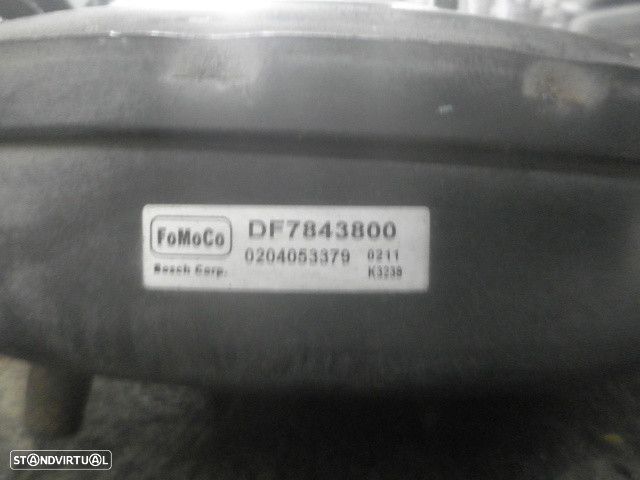 FoMoCo DF7843800
0204053379 0211
Bosch Corp. K3239
STANDVIRTUAL